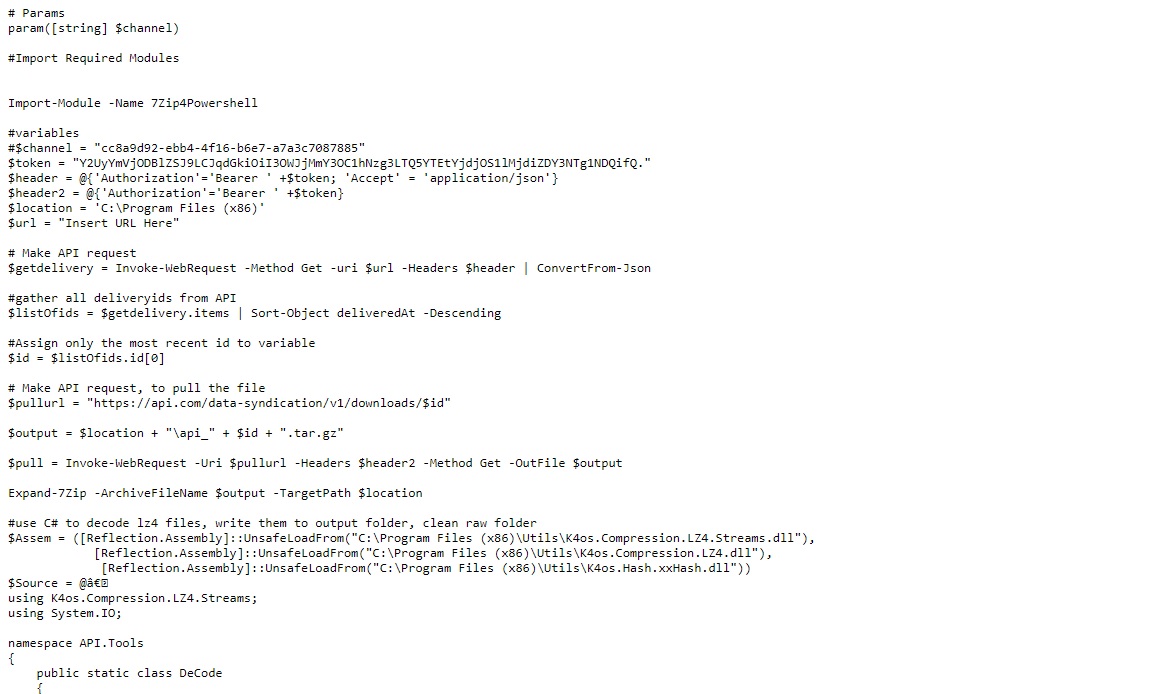 # Params
param([string] $channel)
#Import Required Modules
Import-Module -Name 7Zip4Powershell
#variables
#$channel = "cc8a9d92-ebb4-4f16-b6e7-a7a3c7087885"
$token = "Y2UyYmVjODBlZSJ9LCJqdGkiOiI3OWJjMmY3OC1hNzg3LTQ5YTEtYjdjOS1lMjdiZDY3NTg1NDQifQ."
$header = @{'Authorization'='Bearer ' +$token; 'Accept' = 'application/json'}
$header2 = @{'Authorization'='Bearer ' +$token}
$location = 'C:\Program Files (x86)'
$url = "Insert URL Here"
# Make API request
$getdelivery = Invoke-WebRequest -Method Get -uri $url -Headers $header | ConvertFrom-Json
#gather all deliveryids from API
$listOfids = $getdelivery.items | Sort-Object deliveredAt -Descending
#Assign only the most recent id to variable
$id = $listOfids.id[0]
# Make API request, to pull the file
$pullurl = "https://api.com/data-syndication/v1/downloads/$id"
$output = $location + "\api_" + $id + ".tar.gz"
$pull = Invoke-WebRequest -Uri $pullurl -Headers $header2 -Method Get -OutFile $output
Expand-7Zip -ArchiveFileName $output -TargetPath $location
#use C# to decode lz4 files, write them to output folder, clean raw folder
$Assem = ([Reflection.Assembly]::UnsafeLoadFrom("C:\Program Files (x86)\Utils\K4os.Compression.LZ4.Streams.dll"),
[Reflection.Assembly]::UnsafeLoadFrom("C:\Program Files (x86)\Utils\K4os.Compression.LZ4.dll"),
[Reflection.Assembly]::UnsafeLoadFrom("C:\Program Files (x86)\Utils\K4os.Hash.xxHash.dll"))
$Source = @â€
using K4os.Compression.LZ4.Streams;
using System.IO;
namespace API.Tools
{
public static class DeCode
{